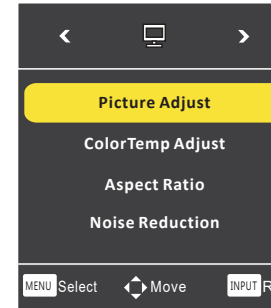 Picture Adjust
ColorTemp Adjust
Aspect Ratio
Noise Reduction
MENU Select Move INPUT R